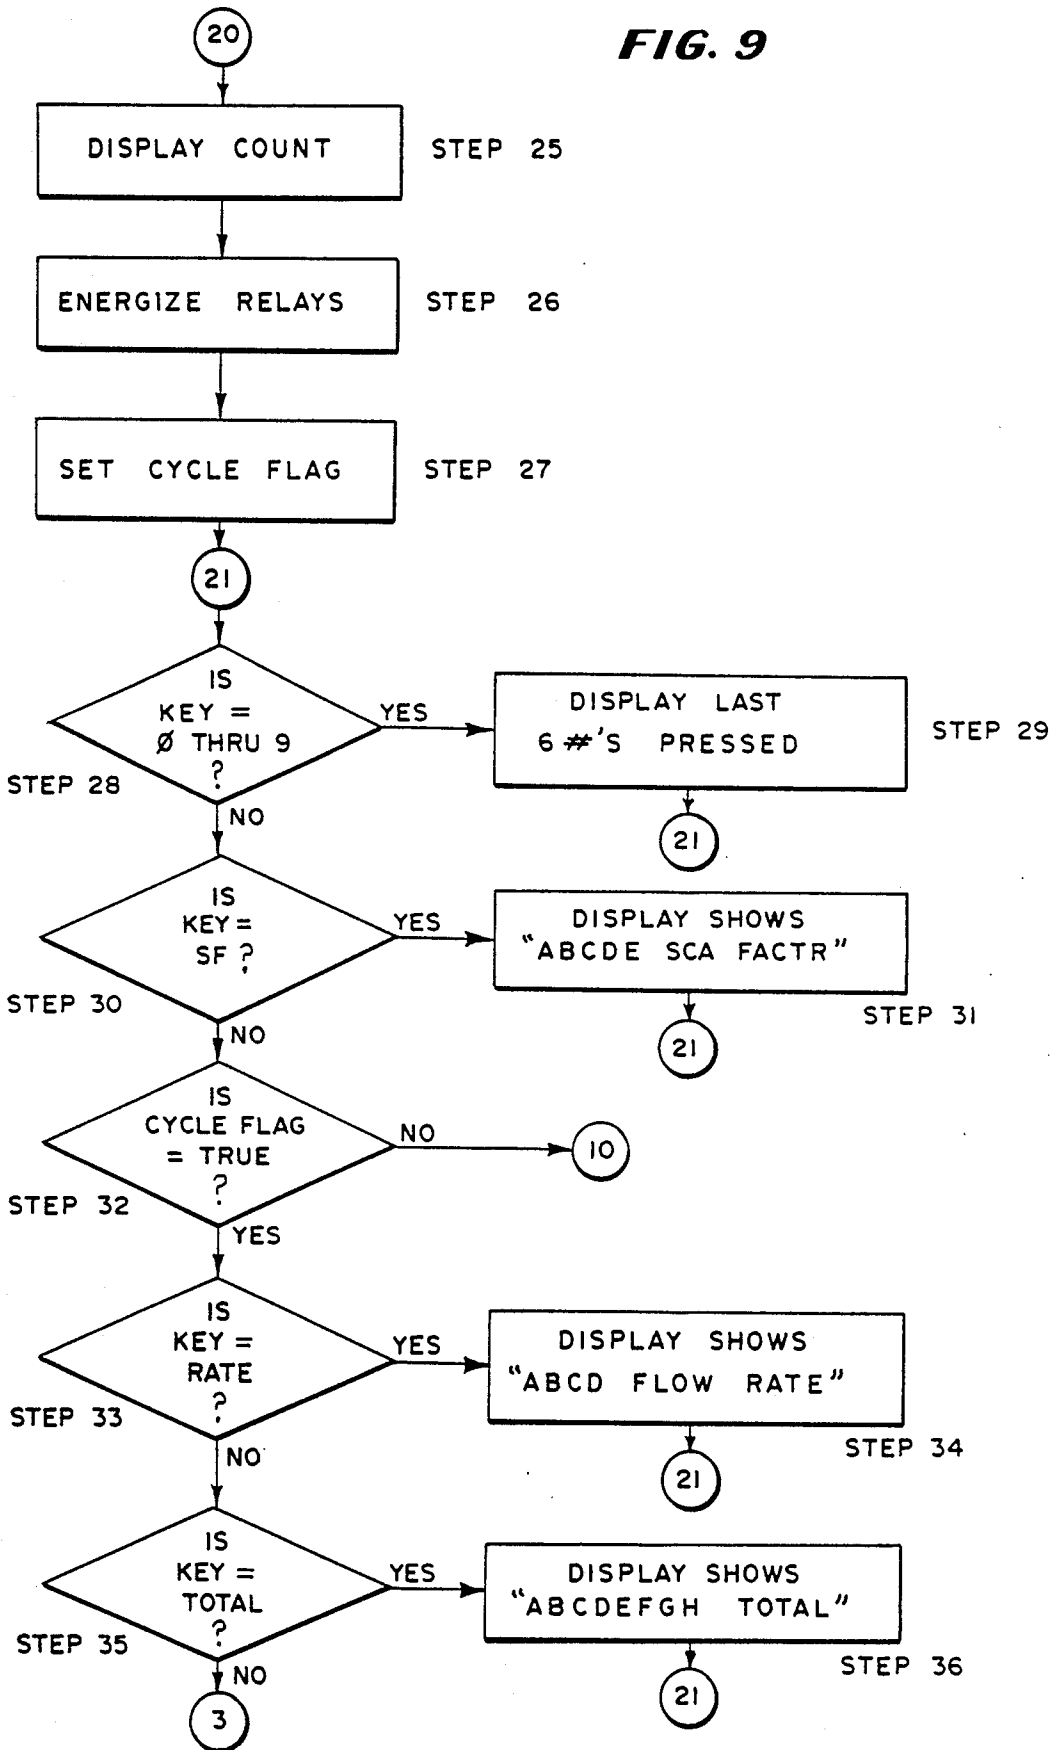 20
FIG. 9
DISPLAY COUNT
STEP 25
ENERGIZE RELAYS
STEP 26
SET CYCLE FLAG
STEP 27
21
IS
KEY =
Ø THRU 9
?
STEP 28
YES
DISPLAY LAST
6 #'S PRESSED
STEP 29
21
NO
IS
KEY =
SF ?
STEP 30
YES
DISPLAY SHOWS
"ABCDE SCA FACTR"
STEP 31
21
NO
IS
CYCLE FLAG
= TRUE
?
STEP 32
NO
10
YES
IS
KEY =
RATE
?
STEP 33
YES
DISPLAY SHOWS
"ABCD FLOW RATE"
STEP 34
21
NO
IS
KEY =
TOTAL
?
STEP 35
YES
DISPLAY SHOWS
"ABCDEFGH TOTAL"
STEP 36
21
NO
3